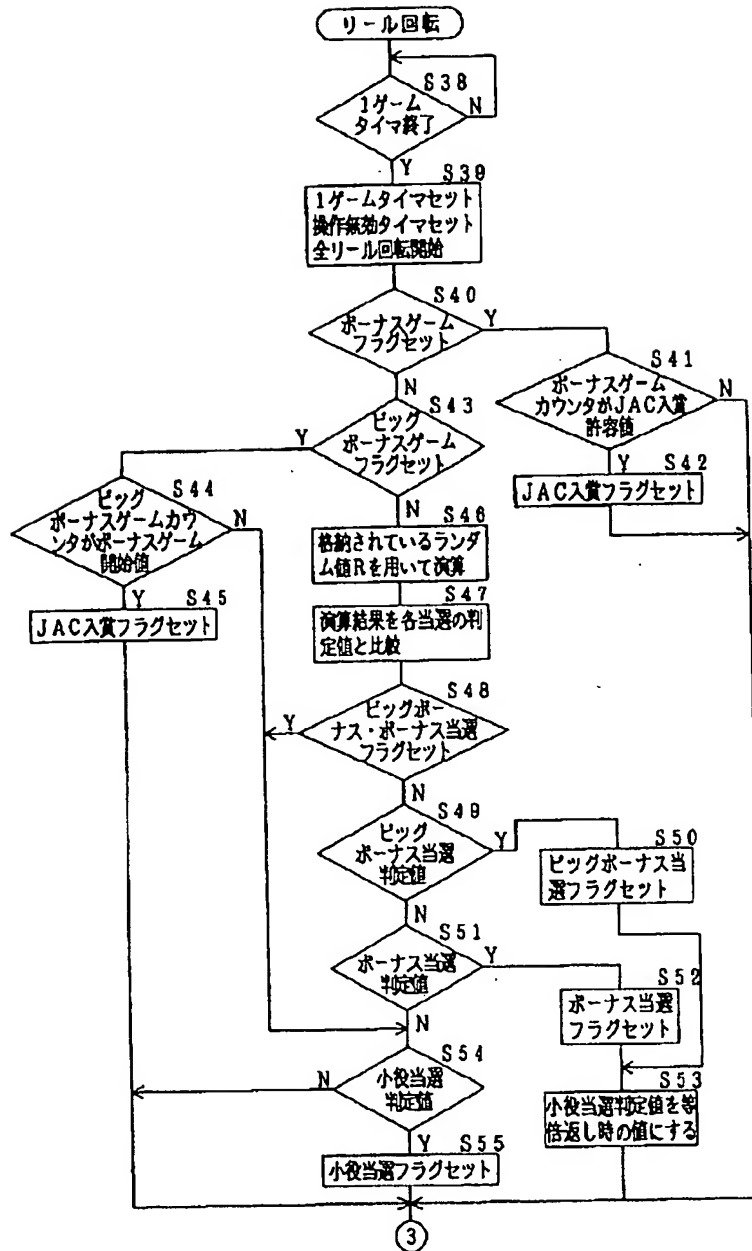 リール回転
S38
1ゲーム
タイマ終了
N
Y
S39
1ゲームタイマセット
操作無効タイマセット
全リール回転開始
S40
ボーナスゲーム
フラグセット
Y
N
S41
ボーナスゲーム
カウンタがJAC入賞
許容値
N
Y
S42
JAC入賞フラグセット
S43
ビッグ
ボーナスゲーム
フラグセット
Y
N
S44
ビッグ
ボーナスゲームカウ
ンタがボーナスゲーム
開始値
N
Y
S45
JAC入賞フラグセット
S46
格納されているランダ
ム値Rを用いて演算
S47
演算結果を各当選の判
定値と比較
S48
ビッグボー
ナス・ボーナス当選
フラグセット
Y
N
S49
ビッグ
ボーナス当選
判定値
Y
N
S50
ビッグボーナス当
選フラグセット
S51
ボーナス当選
判定値
Y
N
S52
ボーナス当選
フラグセット
S53
小役当選判定値を等
倍返し時の値にする
S54
小役当選
判定値
N
Y
S55
小役当選フラグセット
3